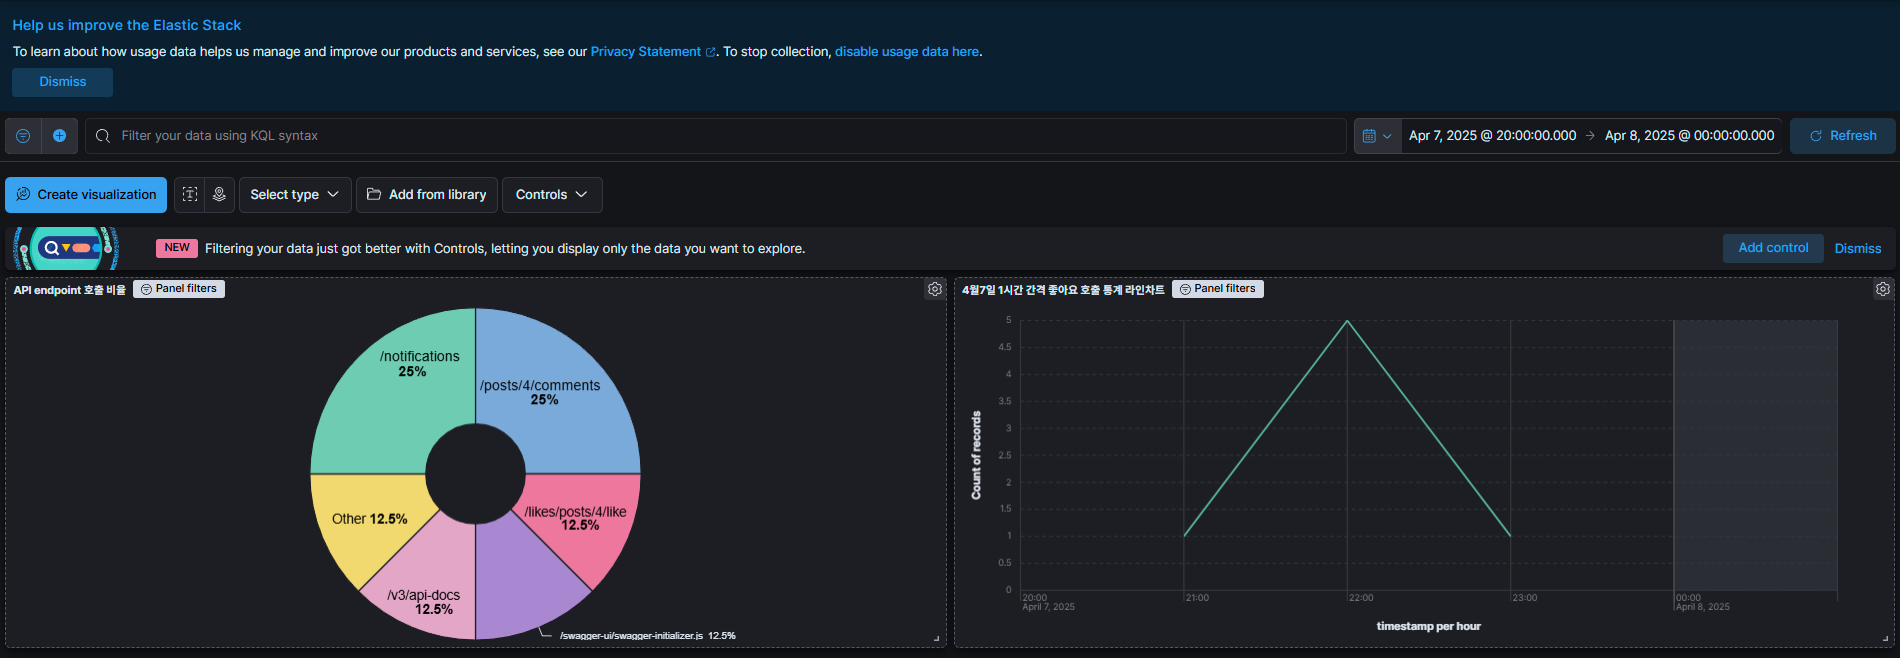 Help us improve the Elastic Stack
To learn about how usage data helps us manage and improve our products and services, see our Privacy Statement. To stop collection, disable usage data here.
Dismiss
Filter your data using KQL syntax
Apr 7, 2025 @ 20:00:00.000 → Apr 8, 2025 @ 00:00:00.000
Refresh
Create visualization
Select type
Add from library
Controls
NEW Filtering your data just got better with Controls, letting you display only the data you want to explore.
Add control
Dismiss
API endpoint 호출 비율
Panel filters
/notifications
25%
/posts/4/comments
25%
/likes/posts/4/like
12.5%
Other 12.5%
/v3/api-docs
12.5%
/swagger-ui/swagger-initializer.js 12.5%
4월7일 1시간 간격 좋아요 호출 통계 라인차트
Panel filters
Count of records
5
4.5
4
3.5
3
2.5
2
1.5
1
0.5
0
20:00
April 7, 2025
21:00
22:00
23:00
00:00
April 8, 2025
timestamp per hour